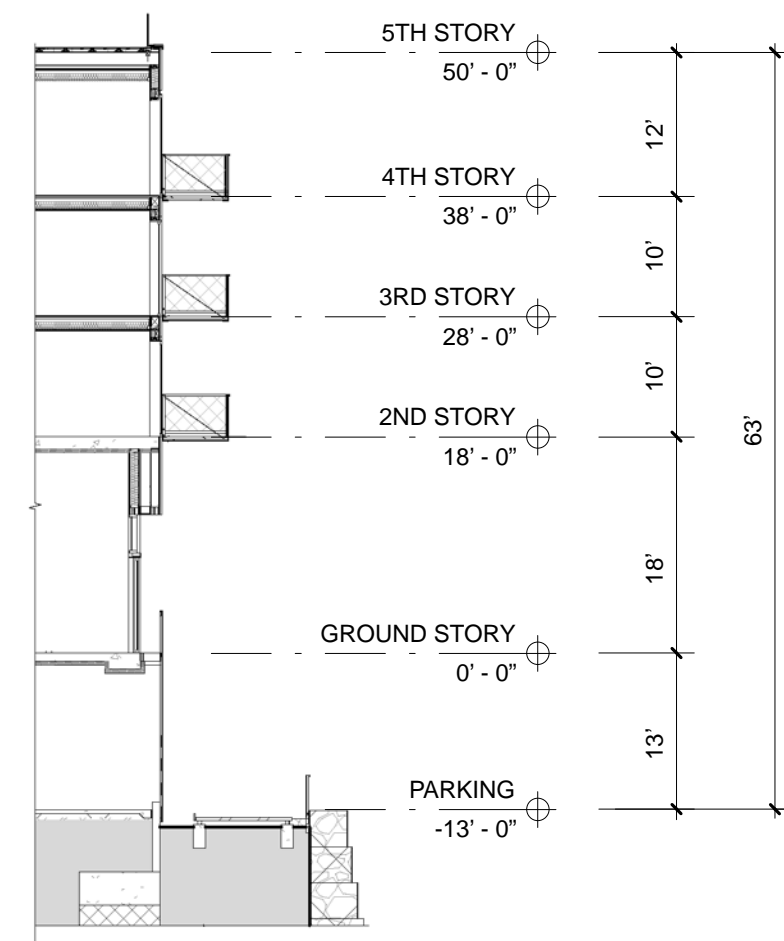 5TH STORY
50' - 0”
12'
4TH STORY
38' - 0”
10'
3RD STORY
28' - 0”
10'
2ND STORY
18' - 0”
63'
18'
GROUND STORY
0' - 0”
13'
PARKING
-13' - 0”